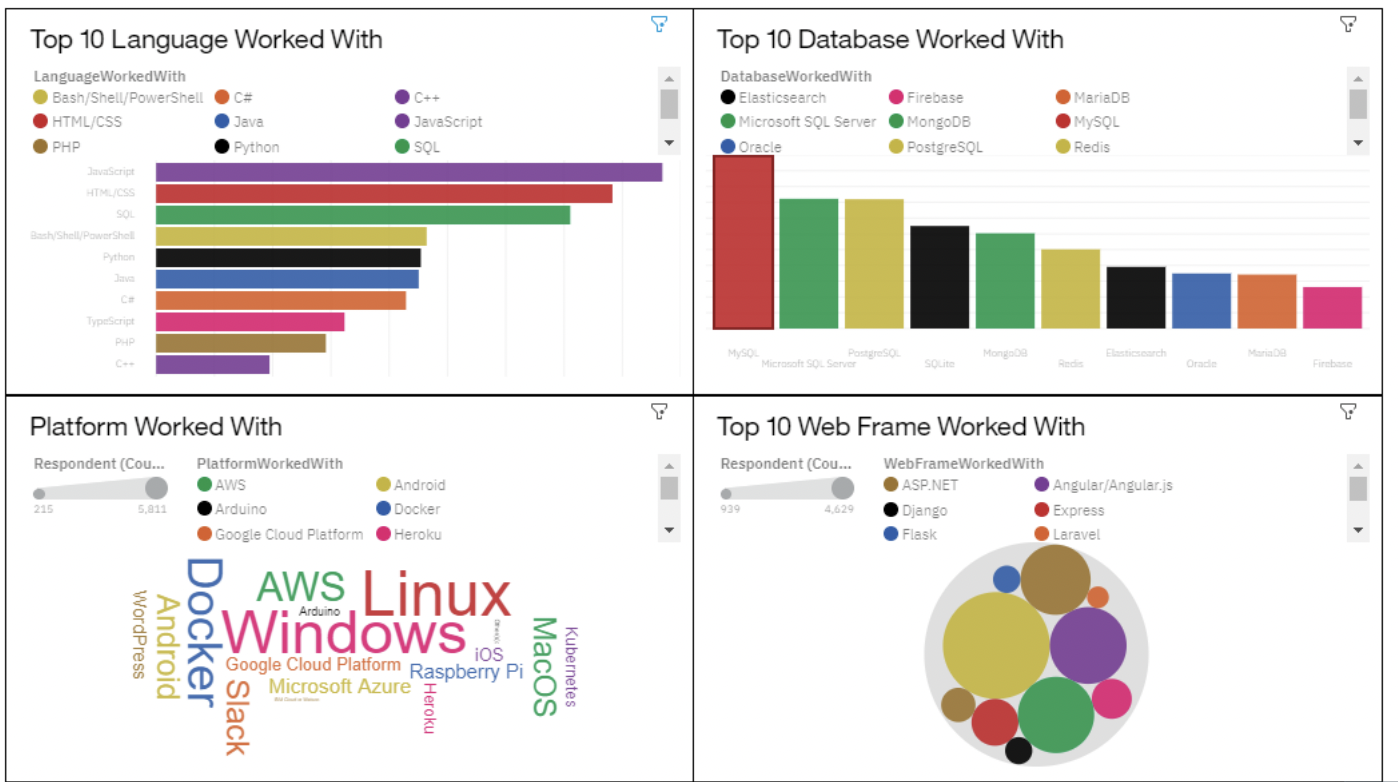 Top 10 Language Worked With
LanguageWorkedWith
Bash/Shell/PowerShell C# C++
HTML/CSS Java JavaScript
PHP Python SQL
JavaScript
HTML/CSS
SQL
Bash/Shell/PowerShell
Python
Java
C#
TypeScript
PHP
C++
Top 10 Database Worked With
DatabaseWorkedWith
Elasticsearch Firebase MariaDB
Microsoft SQL Server MongoDB MySQL
Oracle PostgreSQL Redis
MySQL PostgreSQL MongoDB Elasticsearch MariaDB
Microsoft SQL Server SQLite Redis Oracle Firebase
Platform Worked With
Respondent (Cou... PlatformWorkedWith
AWS Android
215 5,811 Arduino Docker
Google Cloud Platform Heroku
WordPress
Android
Docker
AWS
Linux
Arduino
Windows
Google Cloud Platform
Microsoft Azure
Slack
iOS
Raspberry Pi
Heroku
MacOS
Kubernetes
Top 10 Web Frame Worked With
Respondent (Cou... WebFrameWorkedWith
ASP.NET Angular/Angular.js
939 4,629 Django Express
Flask Laravel